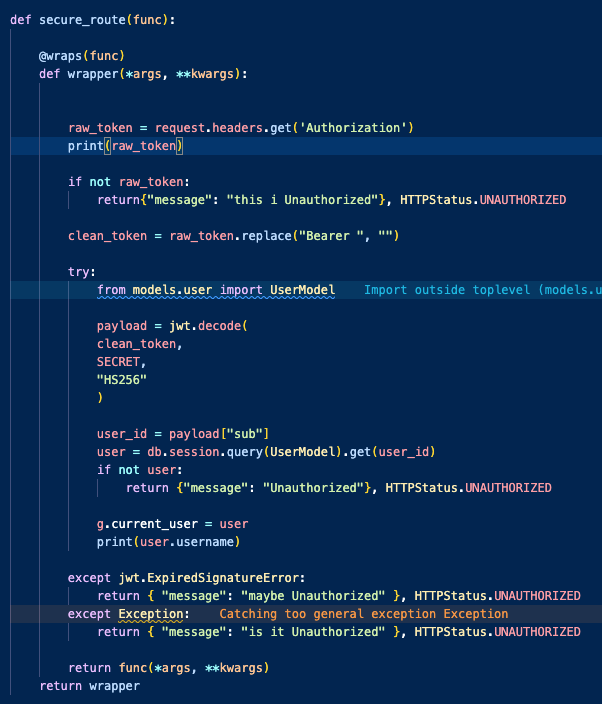 def secure_route(func):
@wraps(func)
def wrapper(*args, **kwargs):
raw_token = request.headers.get('Authorization')
print(raw_token)
if not raw_token:
return{"message": "this i Unauthorized"}, HTTPStatus.UNAUTHORIZED
clean_token = raw_token.replace("Bearer ", "")
try:
from models.user import UserModel Import outside toplevel (models.u
payload = jwt.decode(
clean_token,
SECRET,
"HS256"
)
user_id = payload["sub"]
user = db.session.query(UserModel).get(user_id)
if not user:
return {"message": "Unauthorized"}, HTTPStatus.UNAUTHORIZED
g.current_user = user
print(user.username)
except jwt.ExpiredSignatureError:
return { "message": "maybe Unauthorized" }, HTTPStatus.UNAUTHORIZED
except Exception: Catching too general exception Exception
return { "message": "is it Unauthorized" }, HTTPStatus.UNAUTHORIZED
return func(*args, **kwargs)
return wrapper